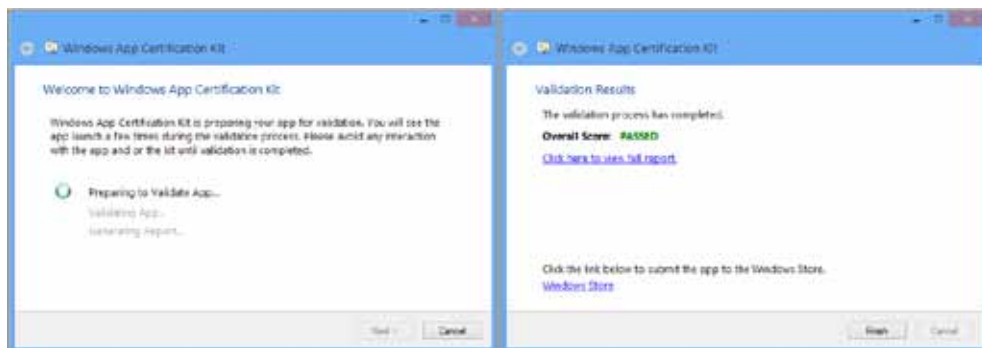 Windows App Certification Kit
Welcome to Windows App Certification Kit
Windows App Certification Kit is preparing your app for validation. You will see the
app launch a few times during the validation process. Please avoid any interaction
with the app and or the kit until validation is completed.
Preparing to Validate App...
Validating App...
Generating Report...
Next >
Cancel
Windows App Certification Kit
Validation Results
The validation process has completed.
Overall Score: PASSED
Click here to view full report
Click the link below to submit the app to the Windows Store.
Windows Store
Finish
Cancel